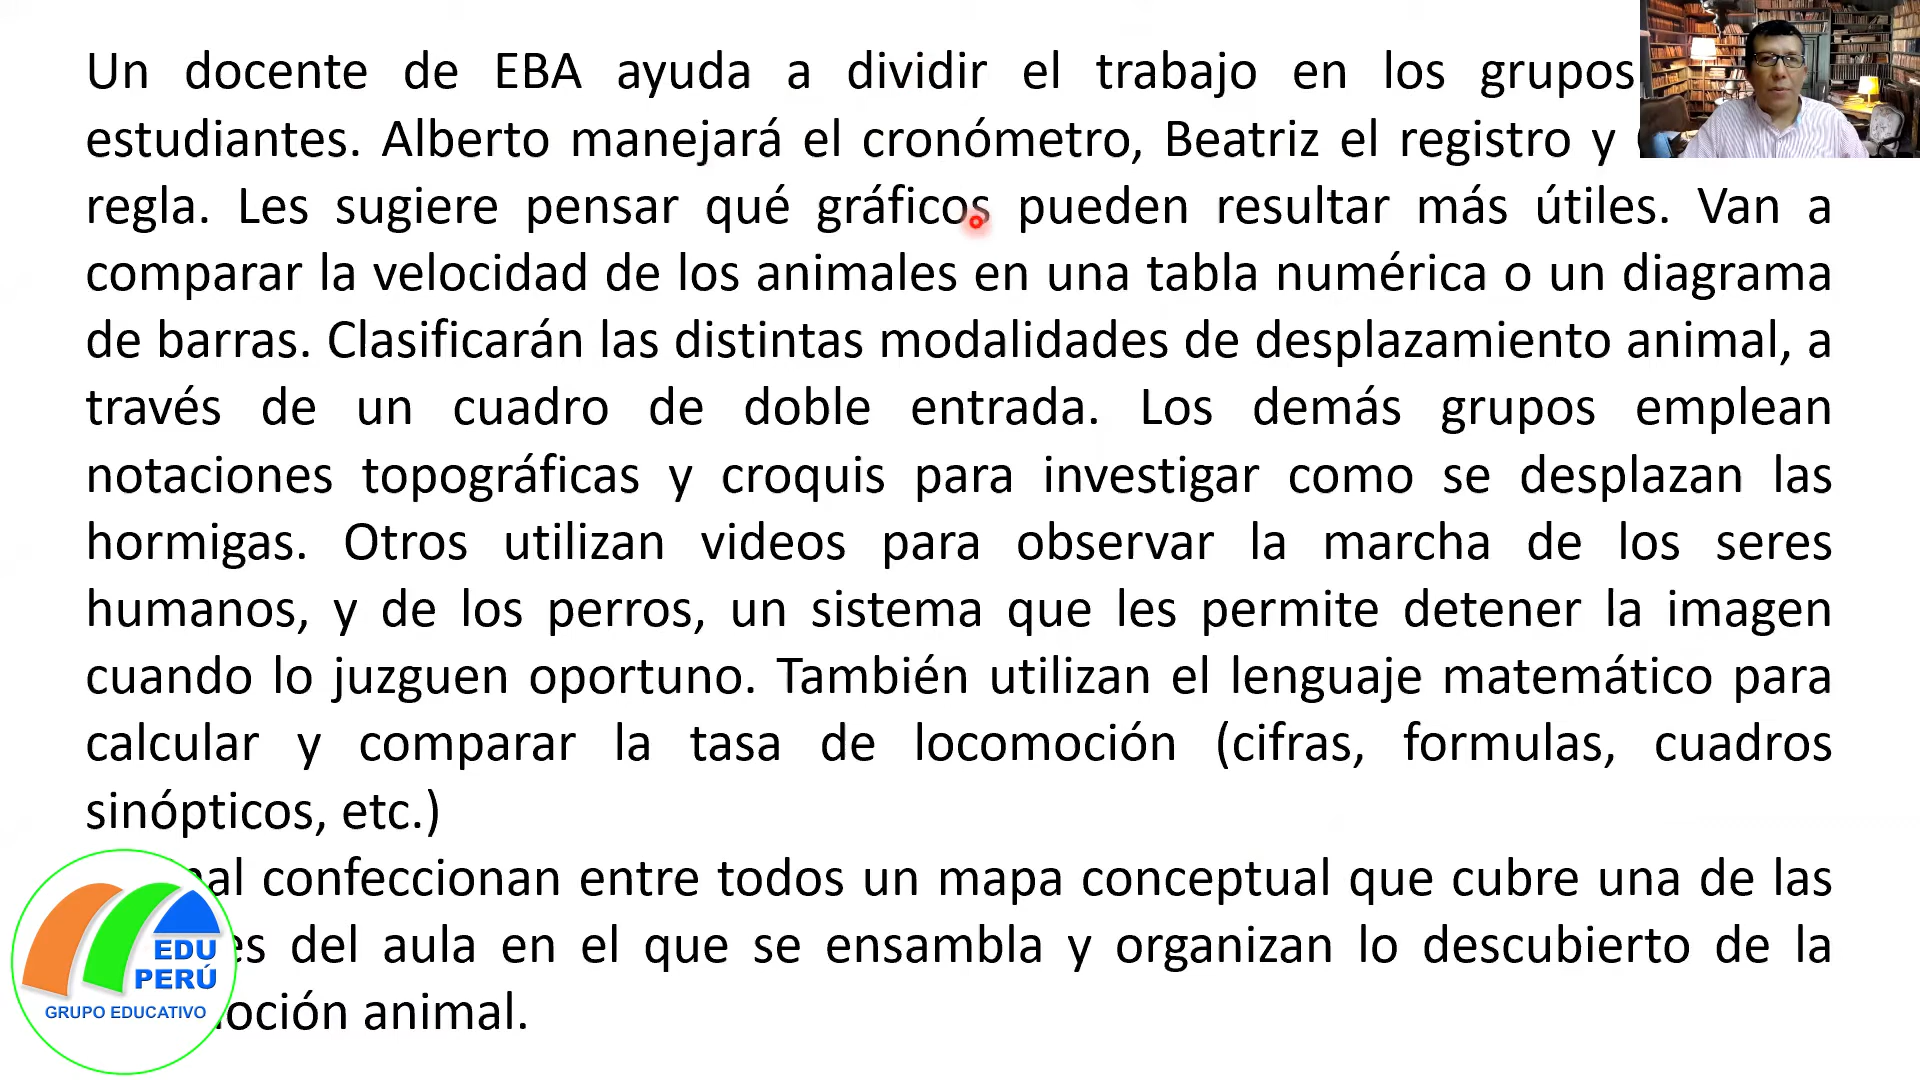 Un docente de EBA ayuda a dividir el trabajo en los grupos
estudiantes. Alberto manejará el cronómetro, Beatriz el registro y
regla. Les sugiere pensar qué gráficos pueden resultar más útiles. Van a
comparar la velocidad de los animales en una tabla numérica o un diagrama
de barras. Clasificarán las distintas modalidades de desplazamiento animal, a
través de un cuadro de doble entrada. Los demás grupos emplean
notaciones topográficas y croquis para investigar como se desplazan las
hormigas. Otros utilizan videos para observar la marcha de los seres
humanos, y de los perros, un sistema que les permite detener la imagen
cuando lo juzguen oportuno. También utilizan el lenguaje matemático para
calcular y comparar la tasa de locomoción (cifras, formulas, cuadros
sinópticos, etc.)
confeccionan entre todos un mapa conceptual que cubre una de las
del aula en el que se ensambla y organizan lo descubierto de la
animal.
EDU
PERÚ
GRUPO EDUCATIVO